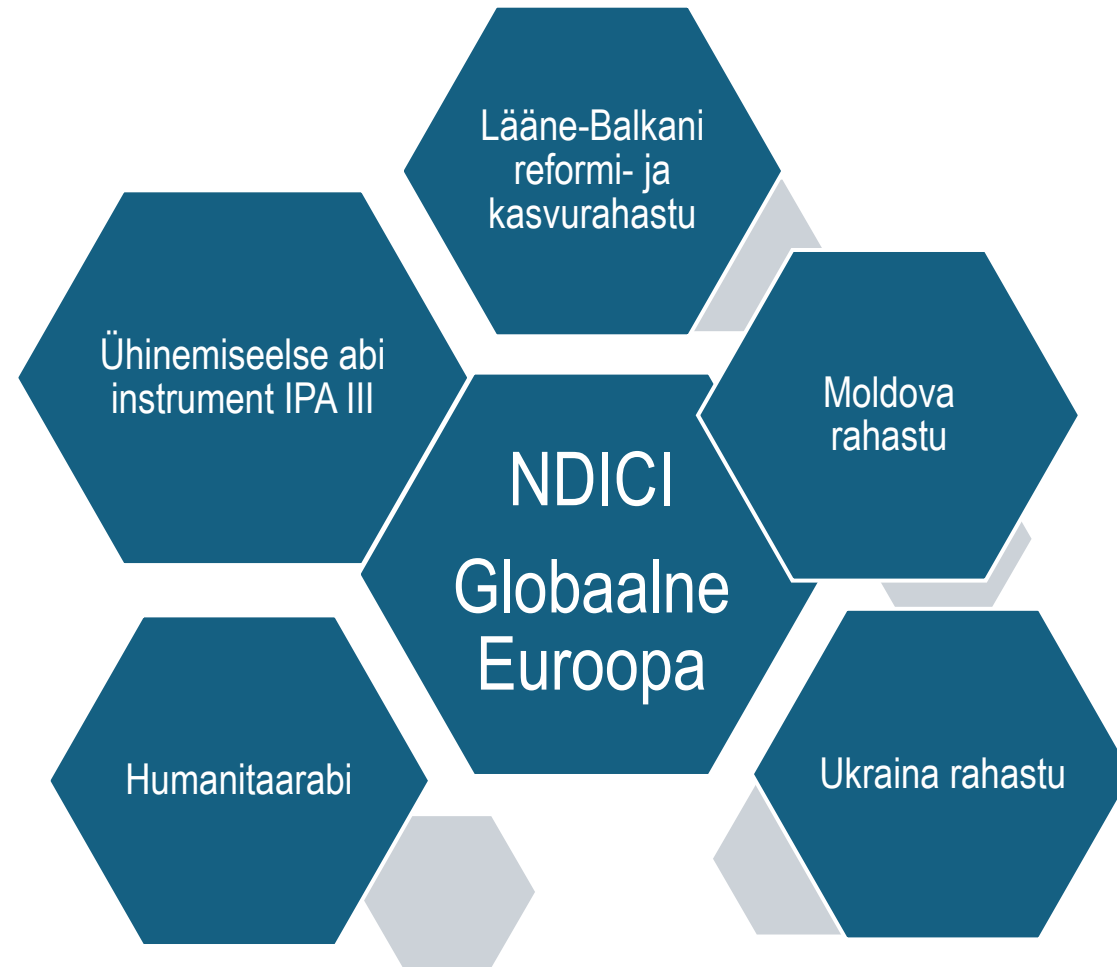 Lääne-Balkani
reformi- ja
kasvurahastu
Ühinemiseelse abi
instrument IPA III
Moldova
rahastu
NDICI
Globaalne
Euroopa
Humanitaarabi
Ukraina rahastu